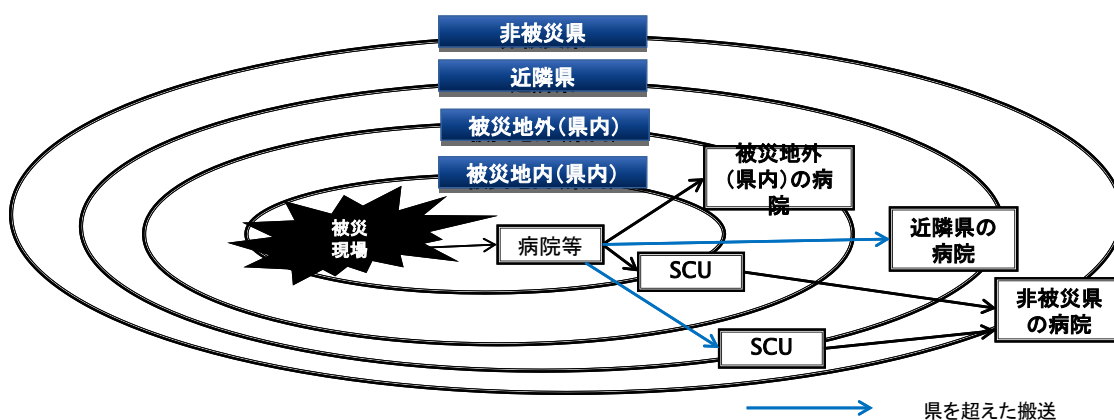 非被災県
近隣県
被災地外（県内）
被災地内（県内）
被災地外
（県内）の病
院
被災
現場
病院等
近隣県の
病院
SCU
非被災県
の病院
SCU
県を超えた搬送